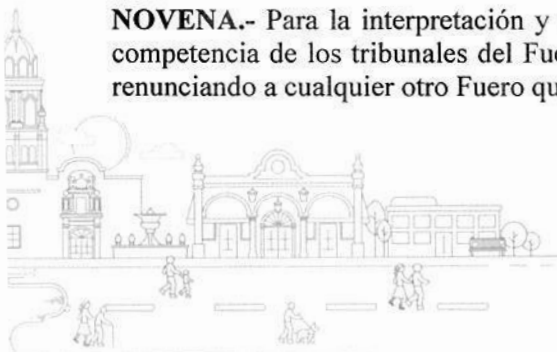 NOVENA.- Para la interpretación y
competencia de los tribunales del Fue
renunciando a cualquier otro Fuero qu